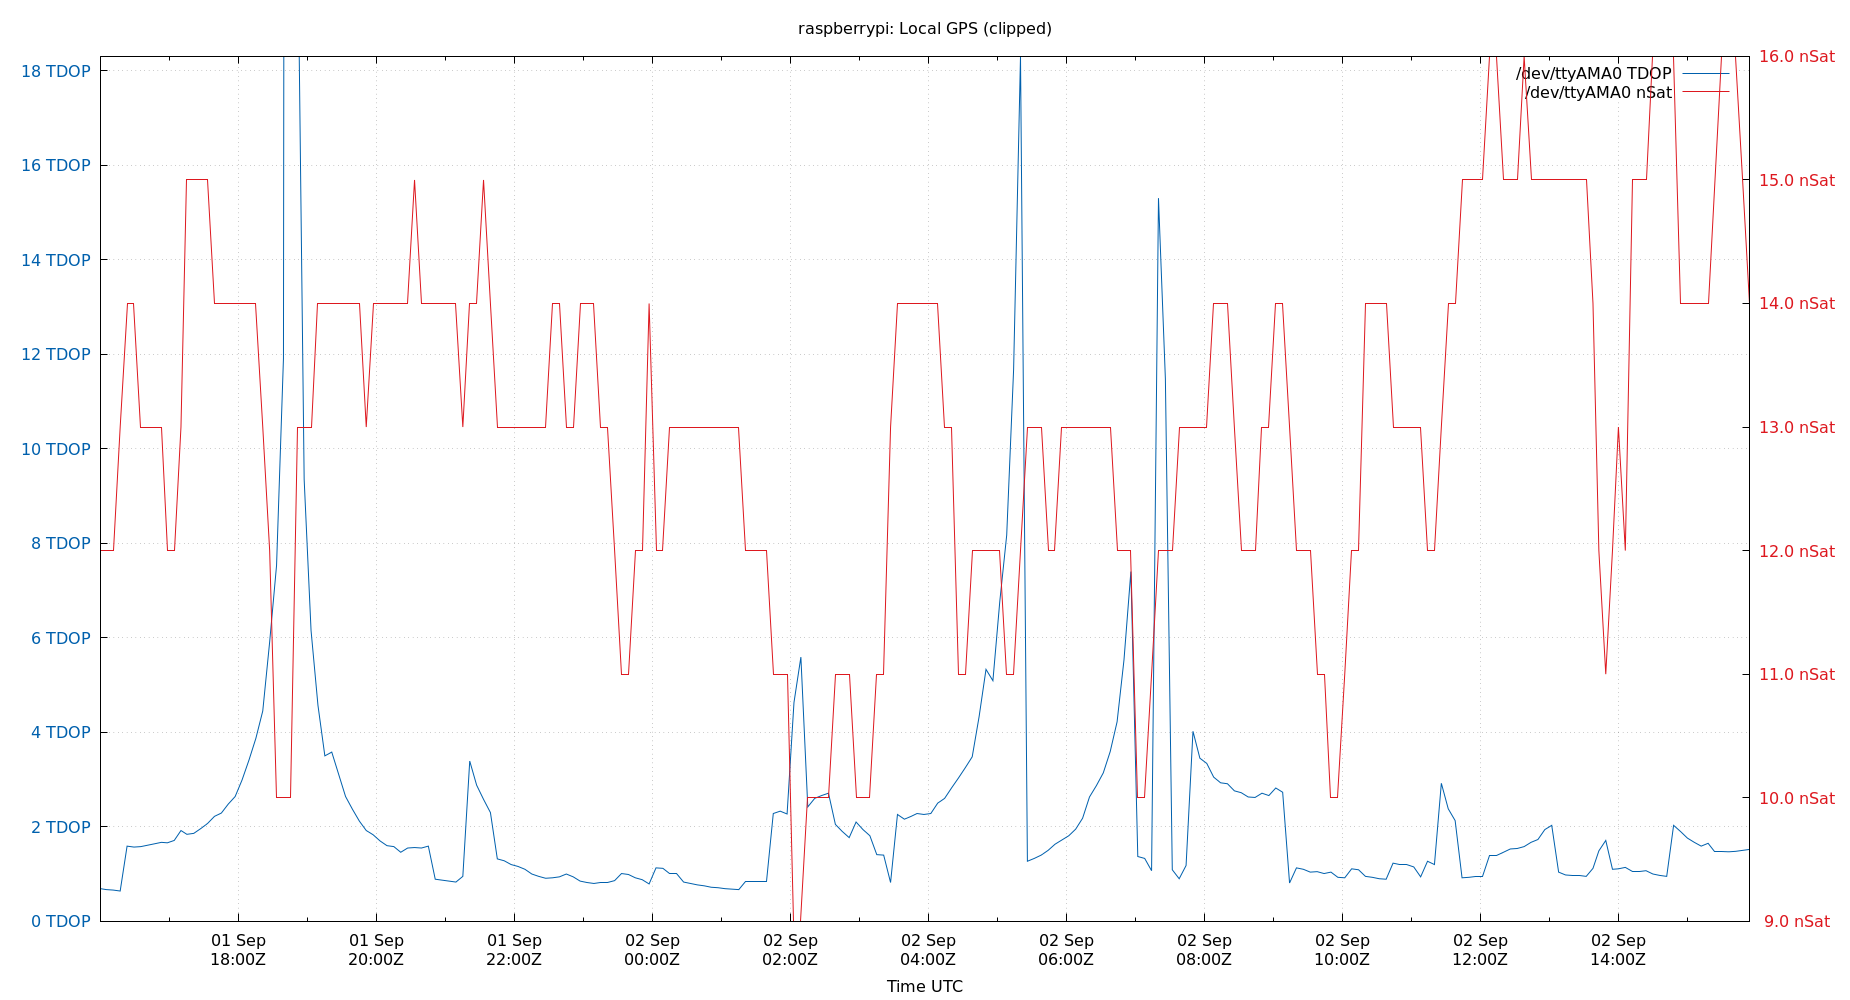 raspberrypi: Local GPS (clipped)
18 TDOP
16 TDOP
14 TDOP
12 TDOP
10 TDOP
8 TDOP
6 TDOP
4 TDOP
2 TDOP
0 TDOP
16.0 nSat
15.0 nSat
14.0 nSat
13.0 nSat
12.0 nSat
11.0 nSat
10.0 nSat
9.0 nSat
/dev/ttyAMA0 TDOP
/dev/ttyAMA0 nSat
01 Sep
18:00Z
01 Sep
20:00Z
01 Sep
22:00Z
02 Sep
00:00Z
02 Sep
02:00Z
02 Sep
04:00Z
02 Sep
06:00Z
02 Sep
08:00Z
02 Sep
10:00Z
02 Sep
12:00Z
02 Sep
14:00Z
Time UTC